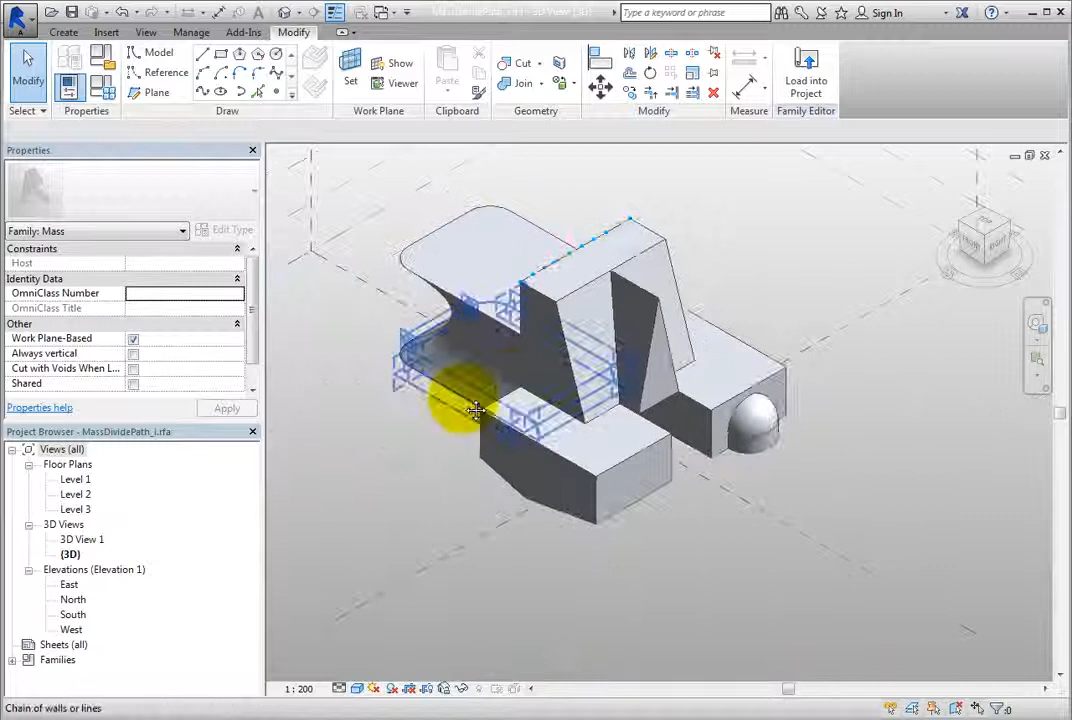 Type a keyword or phrase
Sign In
Create
Insert
View
Manage
Add-Ins
Modify
Modify
Model
Reference
Plane
Set
Show
Viewer
Paste
Cut
Join
Load into
Project
Select
Properties
Draw
Work Plane
Clipboard
Geometry
Modify
Measure
Family Editor
Properties
Family: Mass
Edit Type
Constraints
Host
Identity Data
OmniClass Number
OmniClass Title
Other
Work Plane-Based
Always vertical
Cut with Voids When L...
Shared
Properties help
Apply
Project Browser - MassDividePath_i.rfa
Views (all)
Floor Plans
Level 1
Level 2
Level 3
3D Views
3D View 1
(3D)
Elevations (Elevation 1)
East
North
South
West
Sheets (all)
Families
1 : 200
Chain of walls or lines
:0